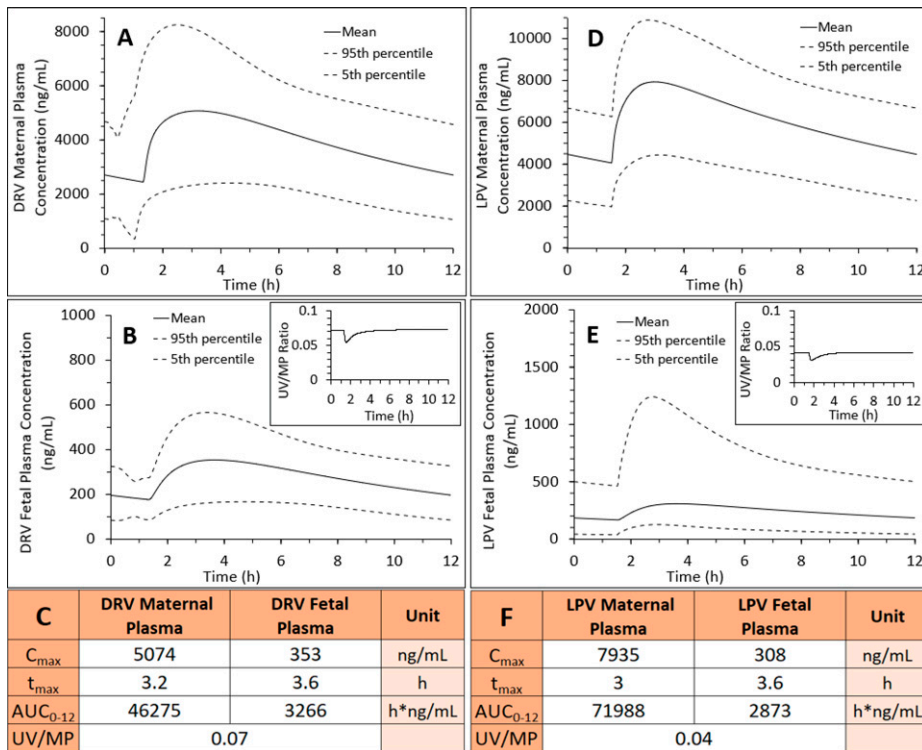 A
Mean
95th percentile
5th percentile
DRV Maternal Plasma
Concentration (ng/mL)
8000
6000
4000
2000
0
0 2 4 6 8 10 12
Time (h)
D
Mean
95th percentile
5th percentile
LPV Maternal Plasma
Concentration (ng/mL)
10000
8000
6000
4000
2000
0
0 2 4 6 8 10 12
Time (h)
B
Mean
95th percentile
5th percentile
DRV Fetal Plasma Concentration
(ng/mL)
1000
800
600
400
200
0
0 2 4 6 8 10 12
Time (h)
UV/MP Ratio
0.1
0.05
0
0 2 4 6 8 10 12
Time (h)
E
Mean
95th percentile
5th percentile
LPV Fetal Plasma Concentration
(ng/mL)
2000
1500
1000
500
0
0 2 4 6 8 10 12
Time (h)
UV/MP Ratio
0.1
0.05
0
0 2 4 6 8 10 12
Time (h)
C DRV Maternal Plasma DRV Fetal Plasma Unit
Cmax 5074 353 ng/mL
tmax 3.2 3.6 h
AUC0-12 46275 3266 h*ng/mL
UV/MP 0.07
F LPV Maternal Plasma LPV Fetal Plasma Unit
Cmax 7935 308 ng/mL
tmax 3 3.6 h
AUC0-12 71988 2873 h*ng/mL
UV/MP 0.04